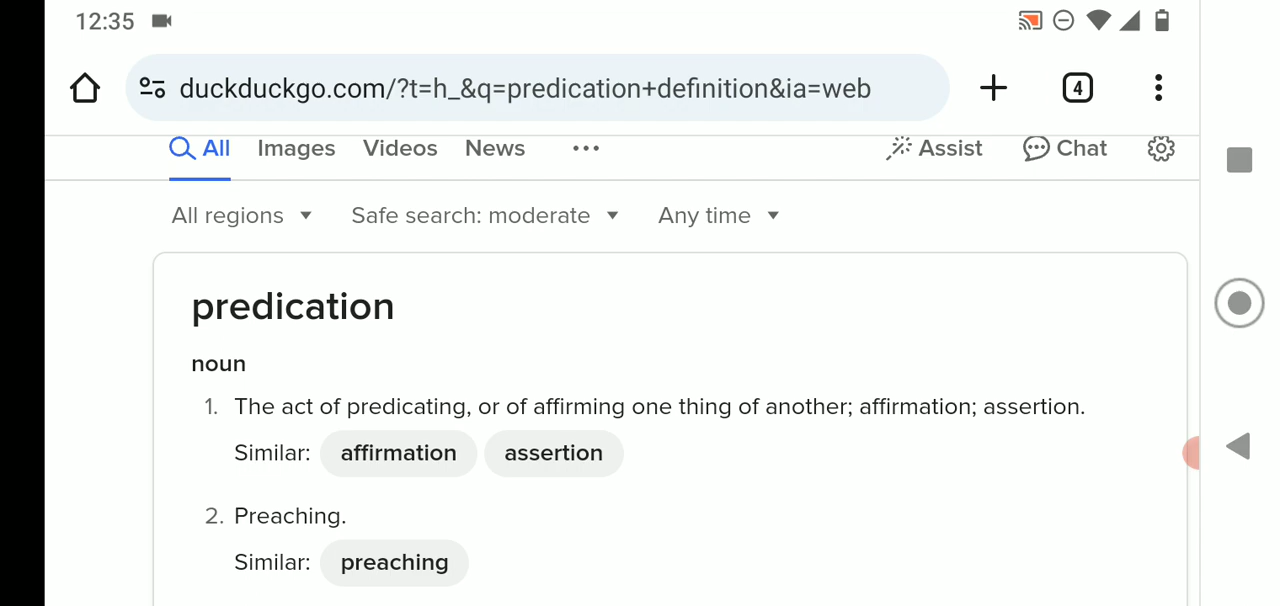 12:35
duckduckgo.com/?t=h_&q=predication+definition&ia=web
4
All Images Videos News ••• Assist Chat
All regions Safe search: moderate Any time
predication
noun
1. The act of predicating, or of affirming one thing of another; affirmation; assertion.
Similar: affirmation assertion
2. Preaching.
Similar: preaching